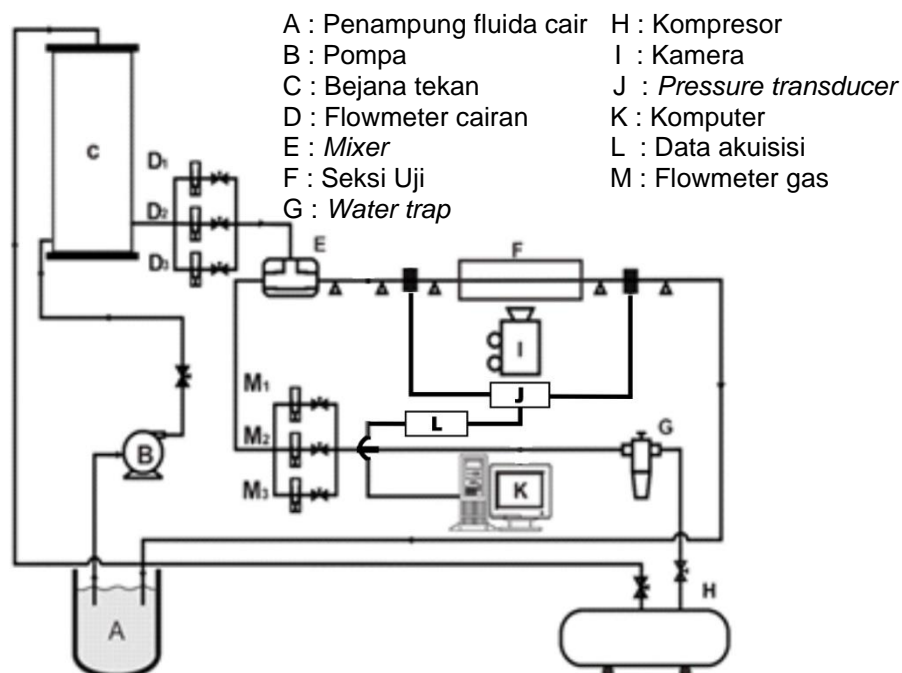 A : Penampung fluida cair H : Kompresor
B : Pompa I : Kamera
C : Bejana tekan J : Pressure transducer
D : Flowmeter cairan K : Komputer
E : Mixer L : Data akuisisi
F : Seksi Uji M : Flowmeter gas
G : Water trap
C
D1
D2
D3
E
F
I
J
L
M1
M2
M3
G
B
K
H
A